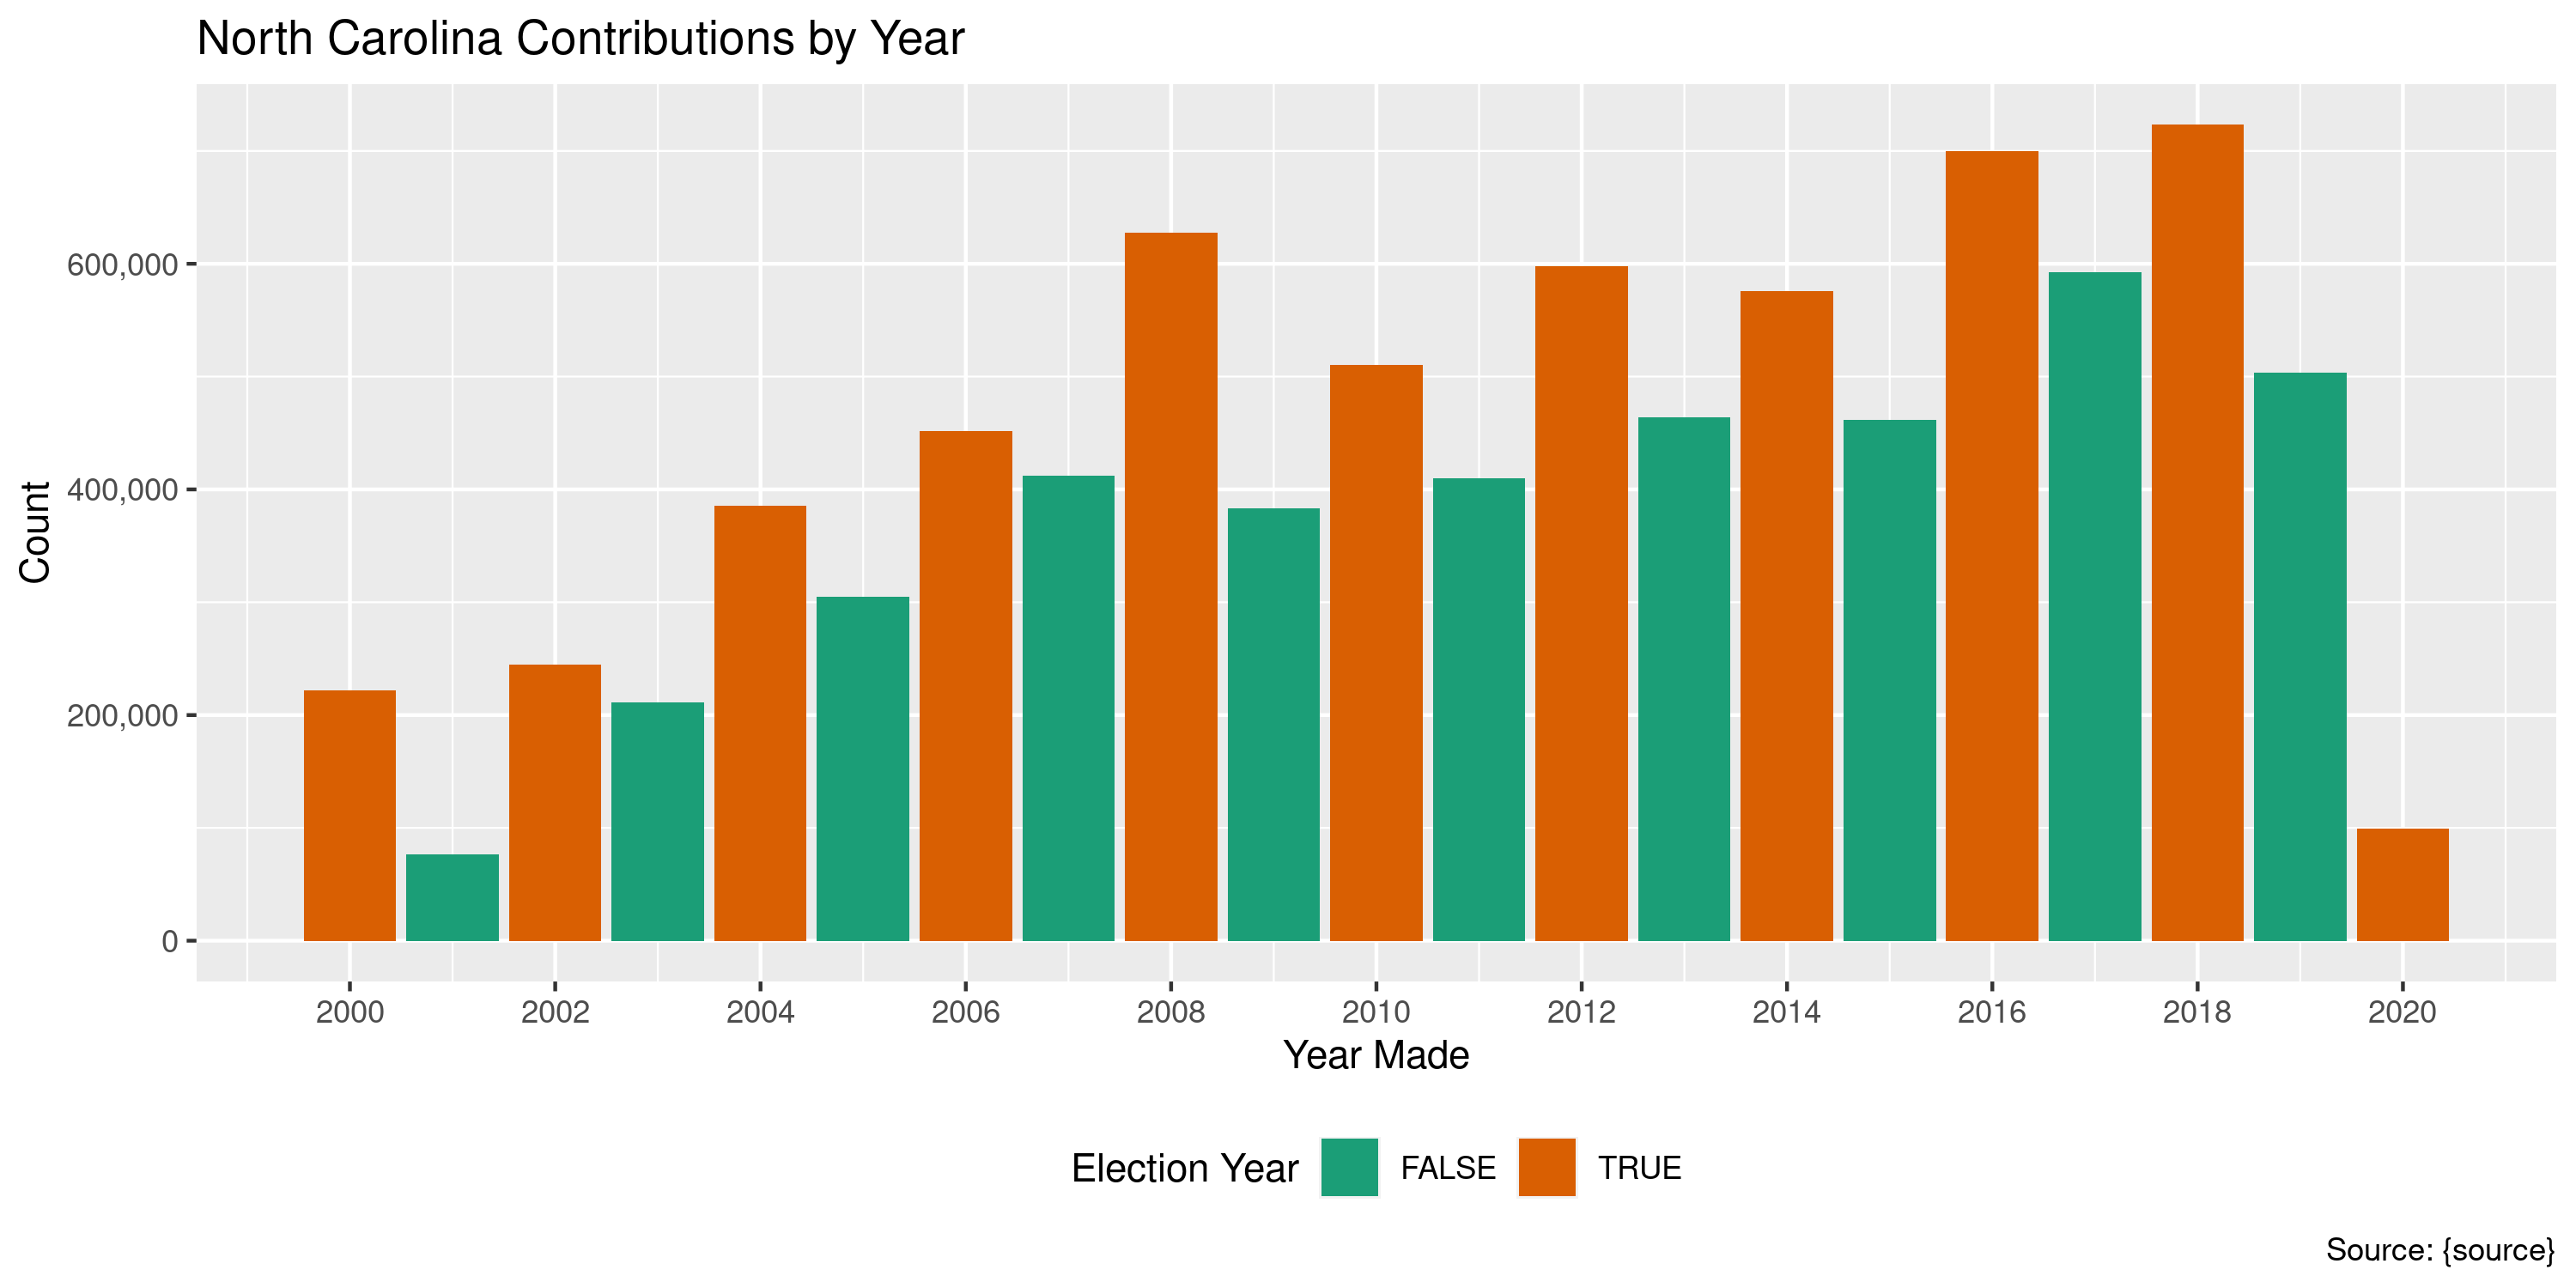 North Carolina Contributions by Year
Count
600,000
400,000
200,000
0
2000 2002 2004 2006 2008 2010 2012 2014 2016 2018 2020
Year Made
Election Year FALSE TRUE
Source: {source}